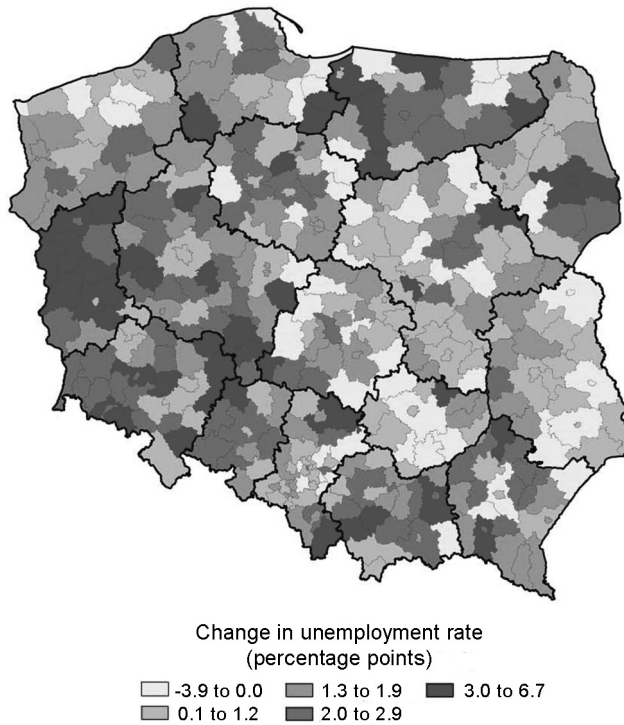 Change in unemployment rate
(percentage points)
-3.9 to 0.0 1.3 to 1.9 3.0 to 6.7
0.1 to 1.2 2.0 to 2.9